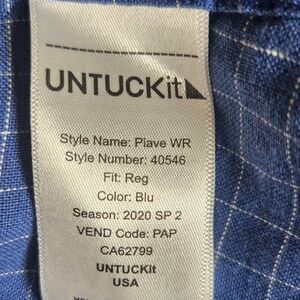 UNTUCKit
Style Name: Piave WR
Style Number: 40546
Fit: Reg
Color: Blu
Season: 2020 SP 2
VEND Code: PAP
CA62799
UNTUCKit
USA